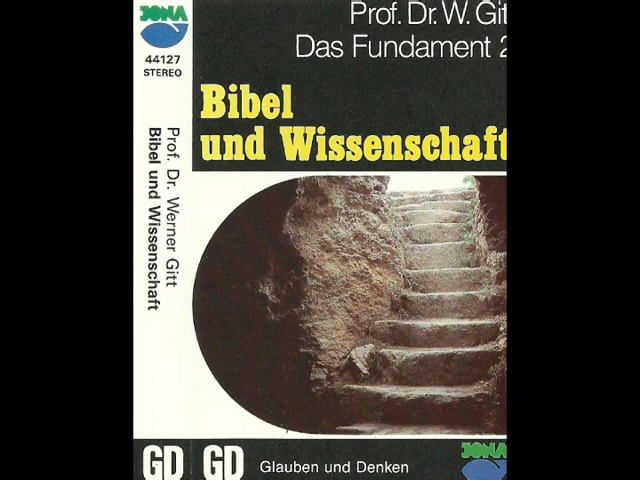 JONA
44127
STEREO
Prof. Dr. Werner Gitt
Bibel und Wissenschaft
GD
Prof. Dr. W. Git
Das Fundament 2
Bibel
und Wissenschaft
GD
Glauben und Denken
JONA